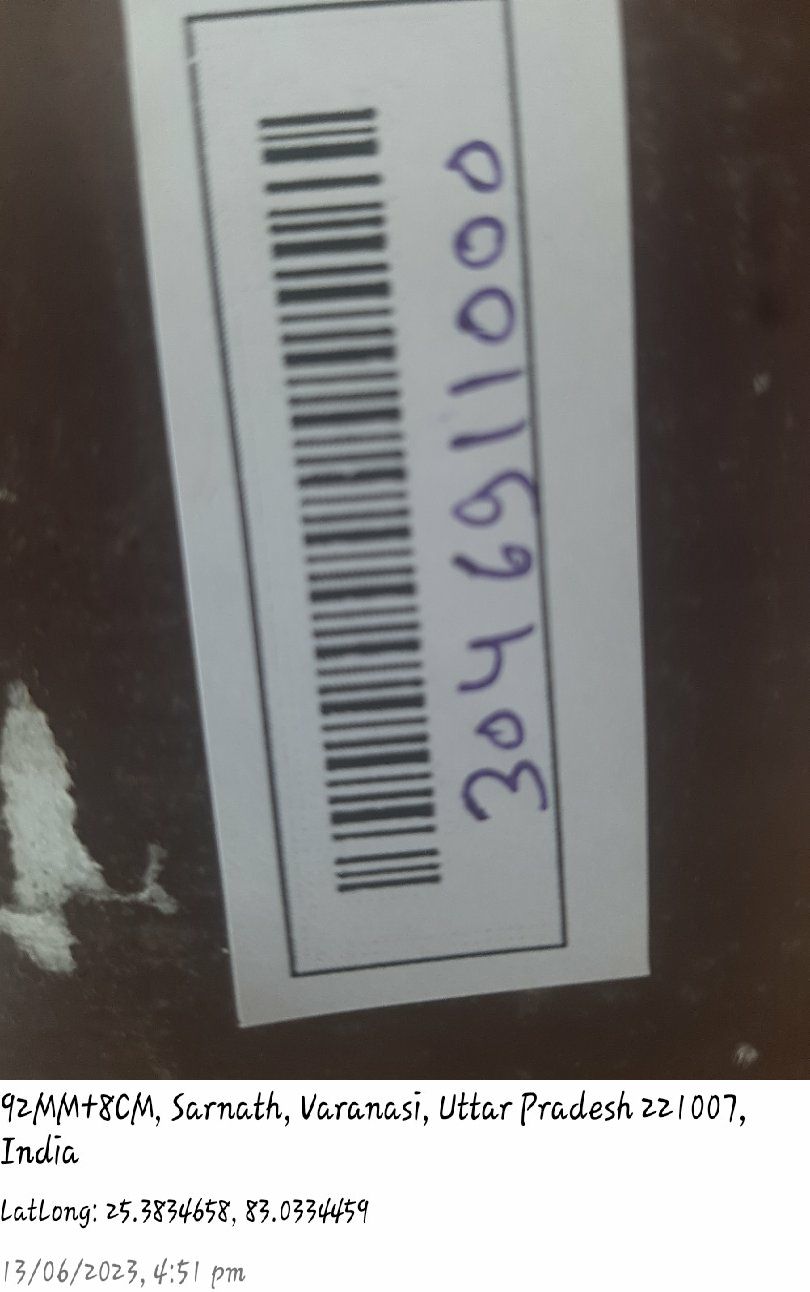 3046911000
92MM+8CM, Sarnath, Varanasi, Uttar Pradesh 221007,
India
LatLong: 25.3834658, 83.0334459
13/06/2023, 4:51 pm